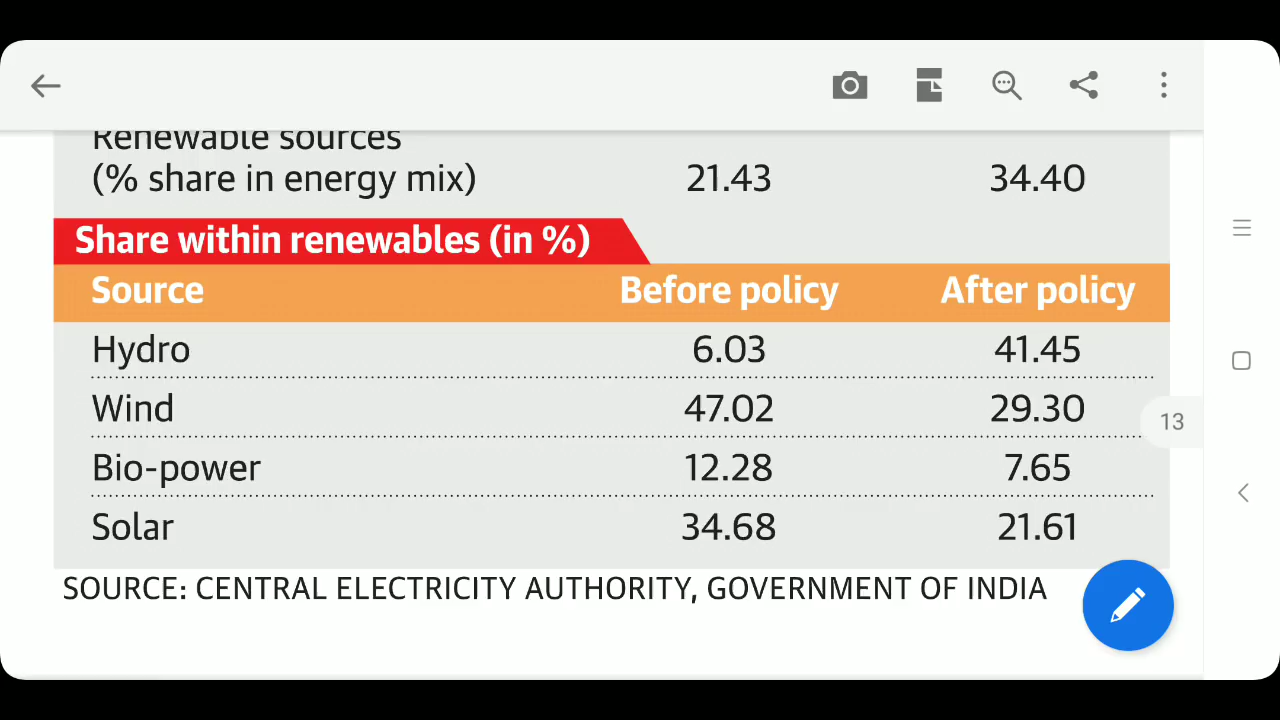 Renewable sources
(% share in energy mix) 21.43 34.40
Share within renewables (in %)
Source Before policy After policy
Hydro 6.03 41.45
Wind 47.02 29.30
13
Bio-power 12.28 7.65
Solar 34.68 21.61
SOURCE: CENTRAL ELECTRICITY AUTHORITY, GOVERNMENT OF INDIA